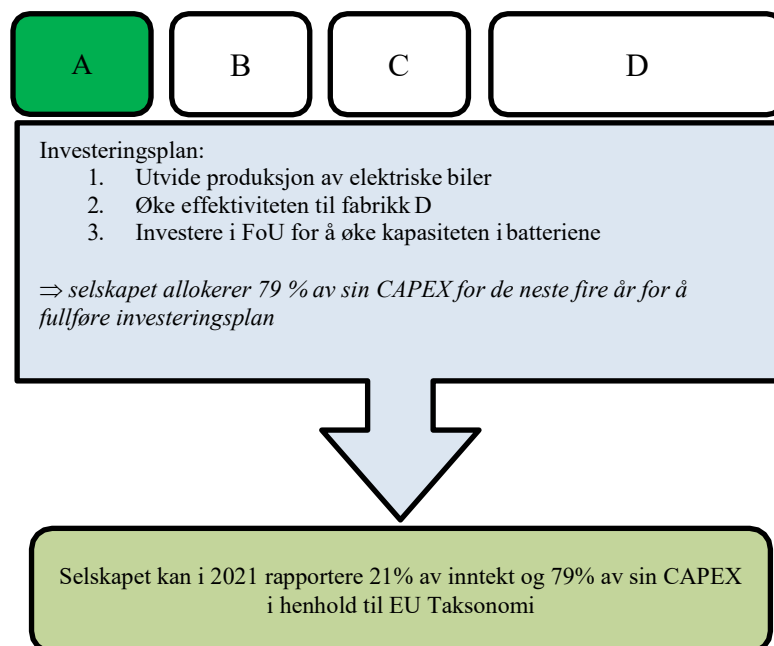 A B C D
Investeringsplan:
1. Utvide produksjon av elektriske biler
2. Øke effektiviteten til fabrikk D
3. Investere i FoU for å øke kapasiteten i batteriene
⇒ selskapet allokerer 79 % av sin CAPEX for de neste fire år for å
fullføre investeringsplan
Selskapet kan i 2021 rapportere 21% av inntekt og 79% av sin CAPEX
i henhold til EU Taksonomi